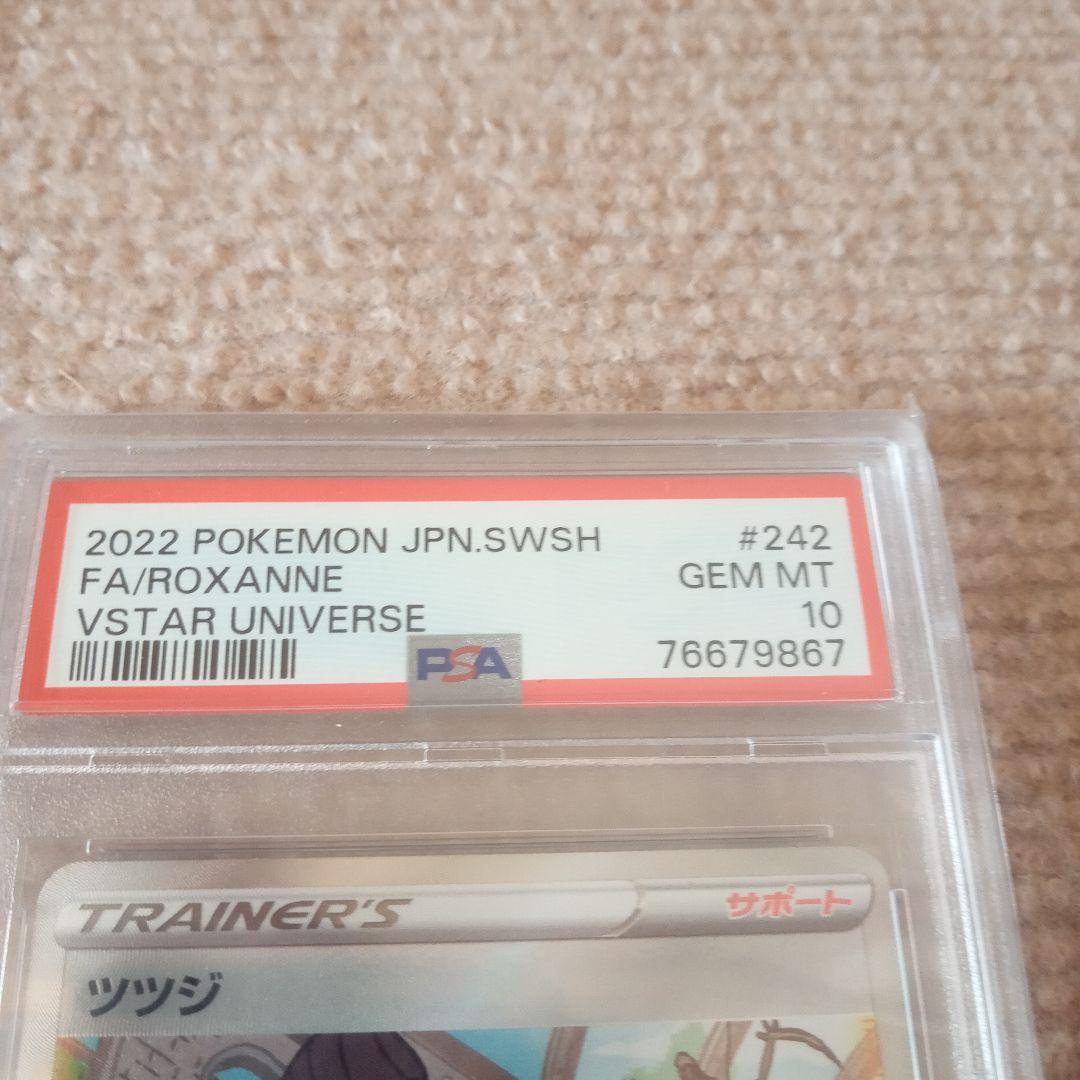 2022 POKEMON JPN.SWSH #242
FA/ROXANNE GEM MT
VSTAR UNIVERSE 10
PSA 76679867
TRAINER'S サポート
ツツジ